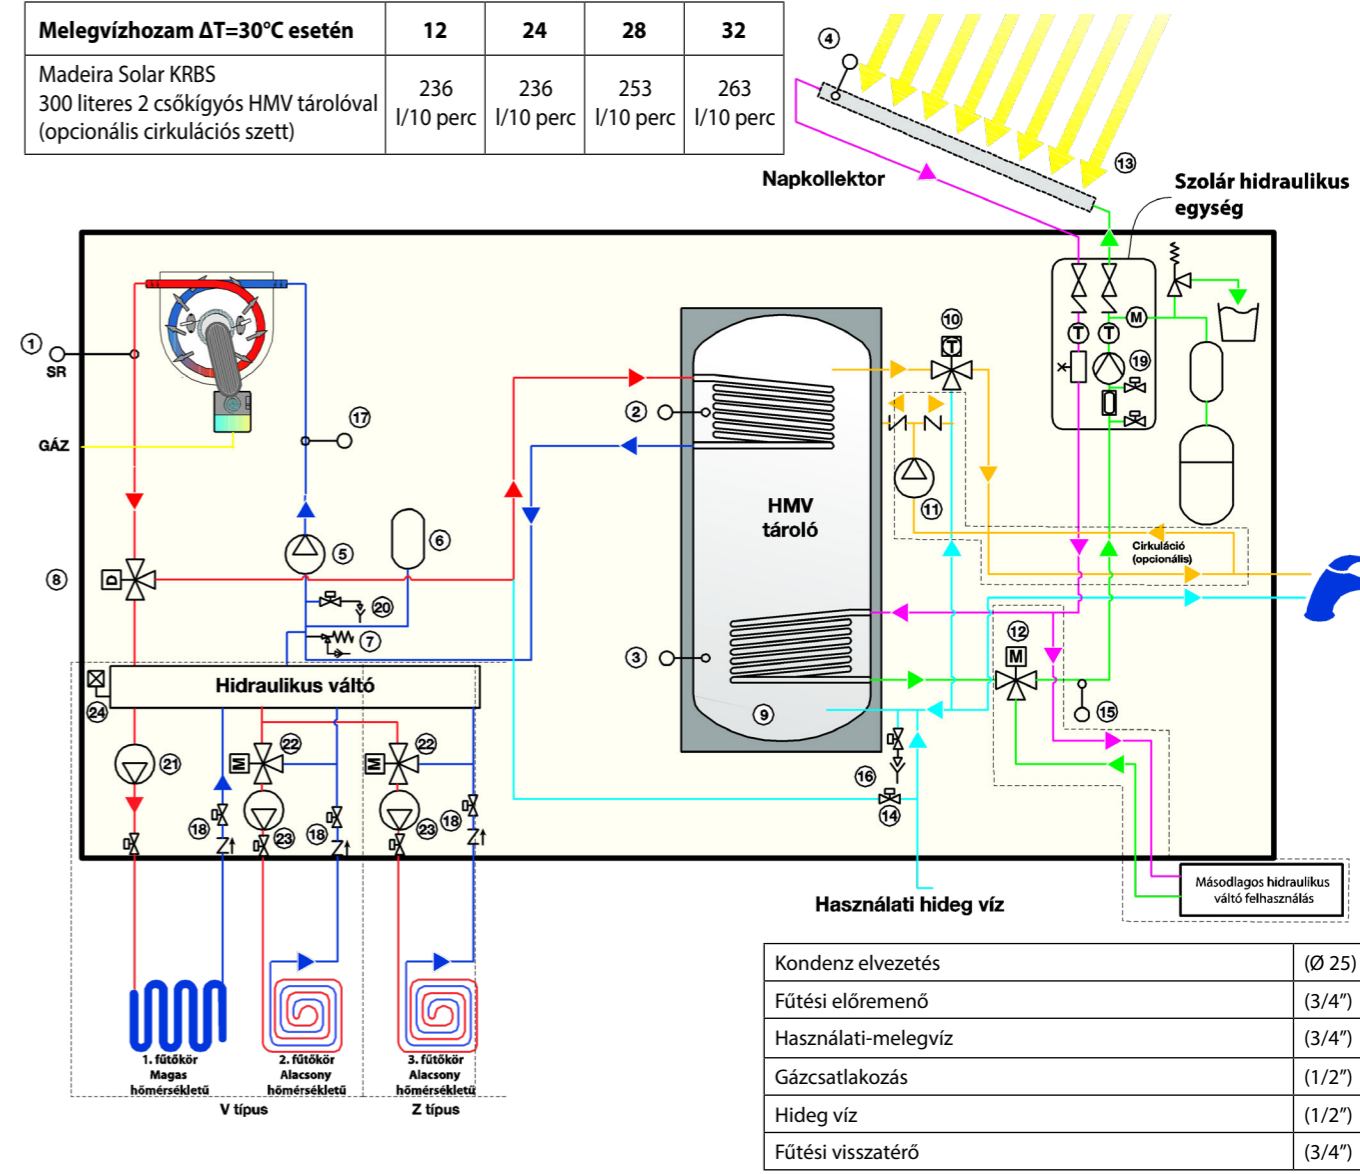 Melegvízhozam ΔT=30°C esetén 12 24 28 32
Madeira Solar KRBS
300 literes 2 csőkígyós HMV tárolóval
(opcionális cirkulációs szett)
236 l/10 perc
236 l/10 perc
253 l/10 perc
263 l/10 perc
4
13
Napkollektor
Szolár hidraulikus
egység
1
SR
GÁZ
17
2
10
T
M
T T
19
HMV
tároló
11
Cirkuláció
(opcionális)
8
D
5
6
20
7
3
12
M
9
15
Hidraulikus váltó
24
21
22
M
22
M
16
14
18
23
18
23
18
Használati hideg víz
Másodlagos hidraulikus
váltó felhasználás
1. fűtőkör
Magas
hőmérsékletű
2. fűtőkör
Alacsony
hőmérsékletű
3. fűtőkör
Alacsony
hőmérsékletű
V típus
Z típus
Kondenz elvezetés (Ø 25)
Fűtési előremenő (3/4”)
Használati-melegvíz (3/4”)
Gázcsatlakozás (1/2”)
Hideg víz (1/2”)
Fűtési visszatérő (3/4”)